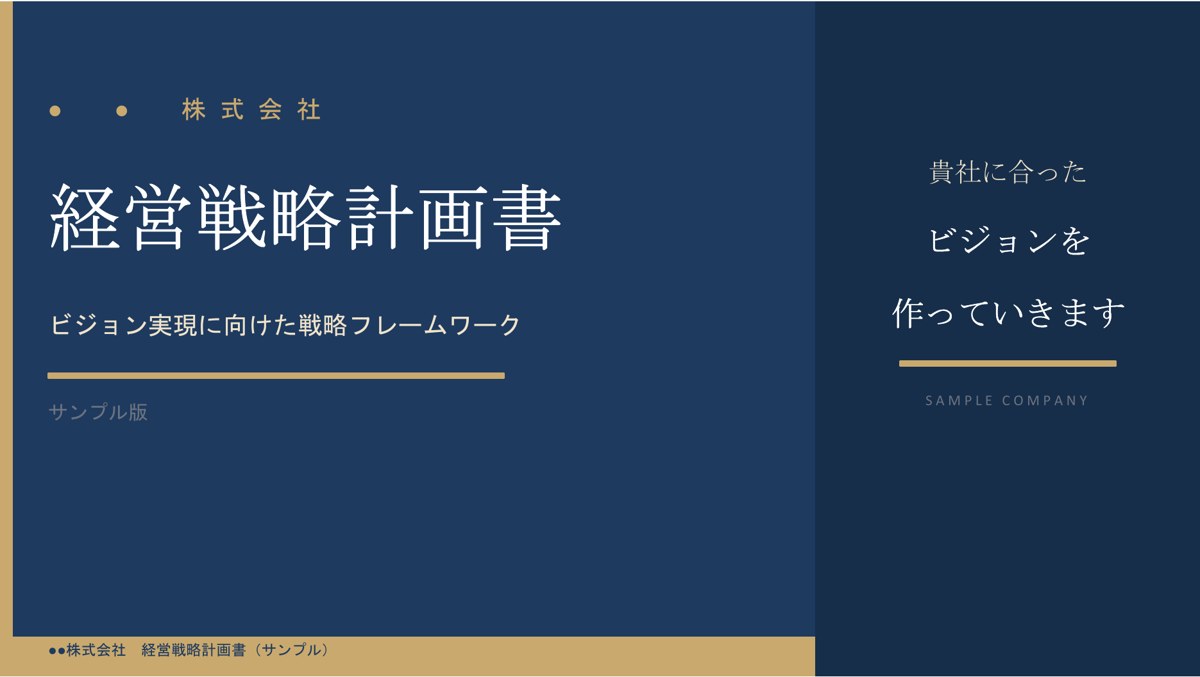 ● ● 株式会社
経営戦略計画書
ビジョン実現に向けた戦略フレームワーク
サンプル版
貴社に合った
ビジョンを
作っていきます
SAMPLE COMPANY
●●株式会社　経営戦略計画書（サンプル）